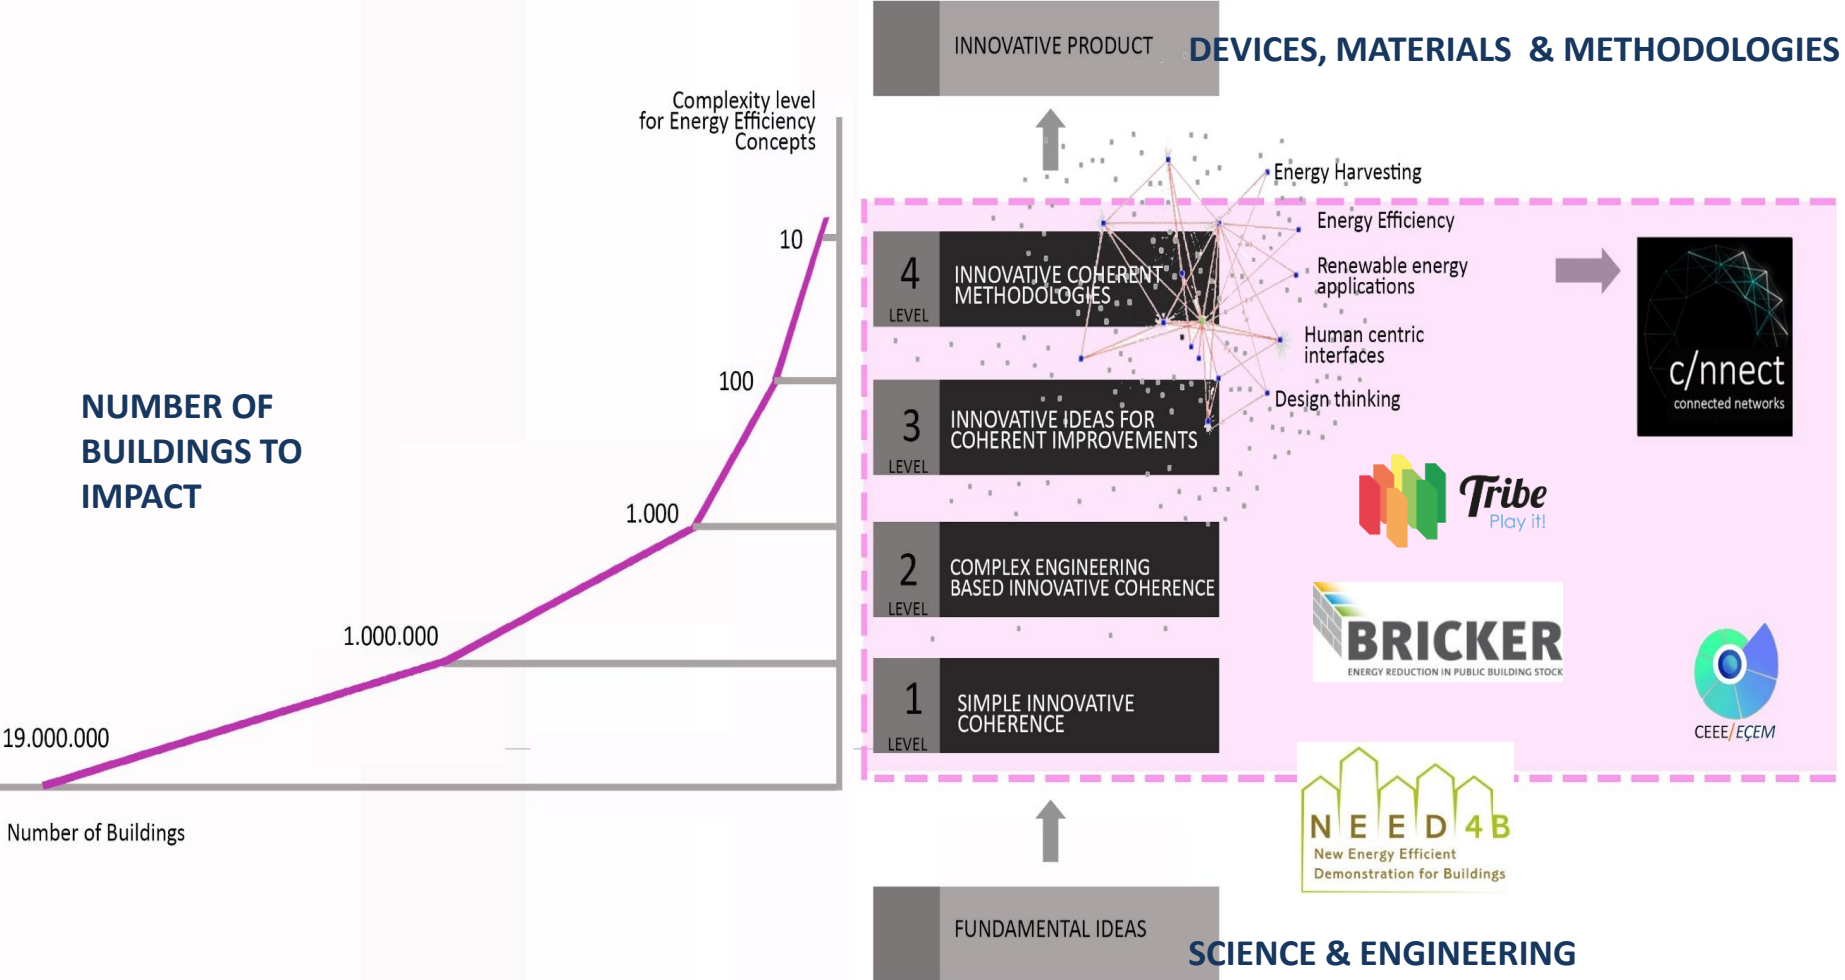 INNOVATIVE PRODUCT
DEVICES, MATERIALS & METHODOLOGIES
Complexity level
for Energy Efficiency
Concepts
10
100
1.000
1.000.000
19.000.000
Number of Buildings
NUMBER OF
BUILDINGS TO
IMPACT
4
LEVEL
INNOVATIVE COHERENT
METHODOLOGIES
3
LEVEL
INNOVATIVE IDEAS FOR
COHERENT IMPROVEMENTS
2
LEVEL
COMPLEX ENGINEERING
BASED INNOVATIVE COHERENCE
1
LEVEL
SIMPLE INNOVATIVE
COHERENCE
Energy Harvesting
Energy Efficiency
Renewable energy
applications
Human centric
interfaces
Design thinking
c/nnect
connected networks
Tribe
Play it!
BRICKER
ENERGY REDUCTION IN PUBLIC BUILDING STOCK
CEEE/EÇEM
NEED4B
New Energy Efficient
Demonstration for Buildings
FUNDAMENTAL IDEAS
SCIENCE & ENGINEERING